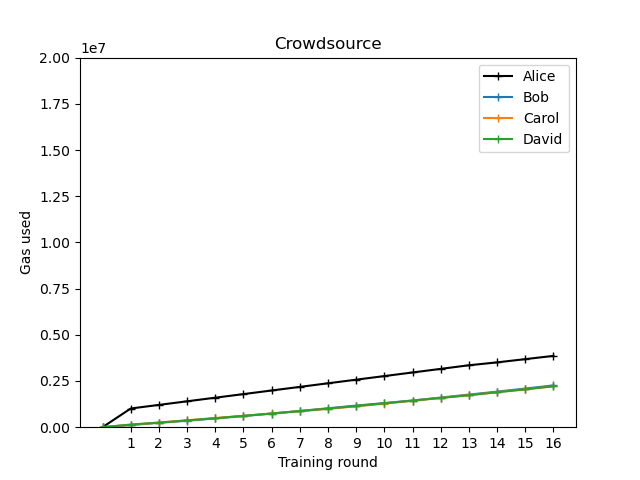 Crowdsource
1e7
2.00
1.75
1.50
1.25
1.00
0.75
0.50
0.25
0.00
Gas used
Alice
Bob
Carol
David
1 2 3 4 5 6 7 8 9 10 11 12 13 14 15 16
Training round